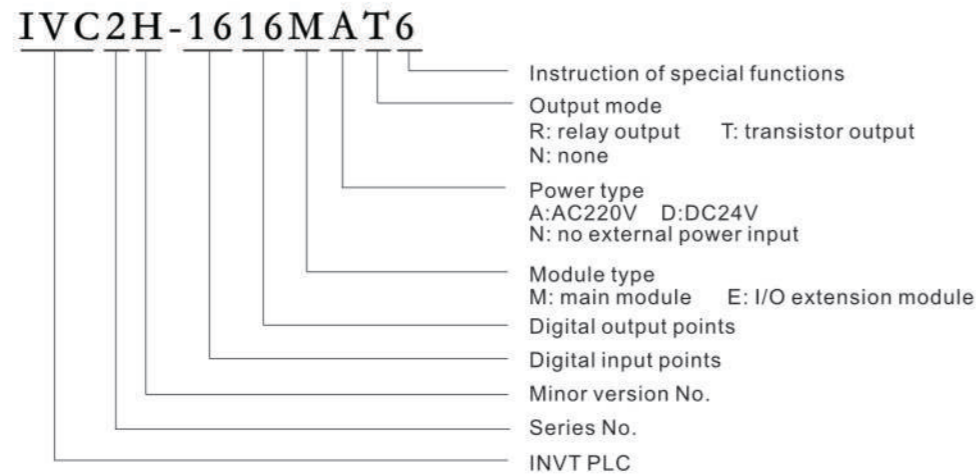 IVC2H-1616MAT6
Instruction of special functions
Output mode
R: relay output T: transistor output
N: none
Power type
A:AC220V D:DC24V
N: no external power input
Module type
M: main module E: I/O extension module
Digital output points
Digital input points
Minor version No.
Series No.
INVT PLC